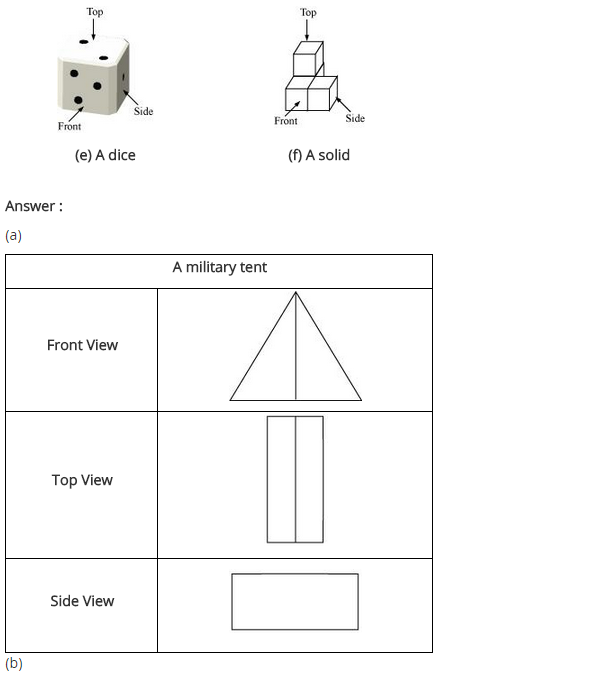 Top
Top
Side
Front
Side
Front
(e) A dice
(f) A solid
Answer :
(a)
A military tent
Front View
Top View
Side View
(b)